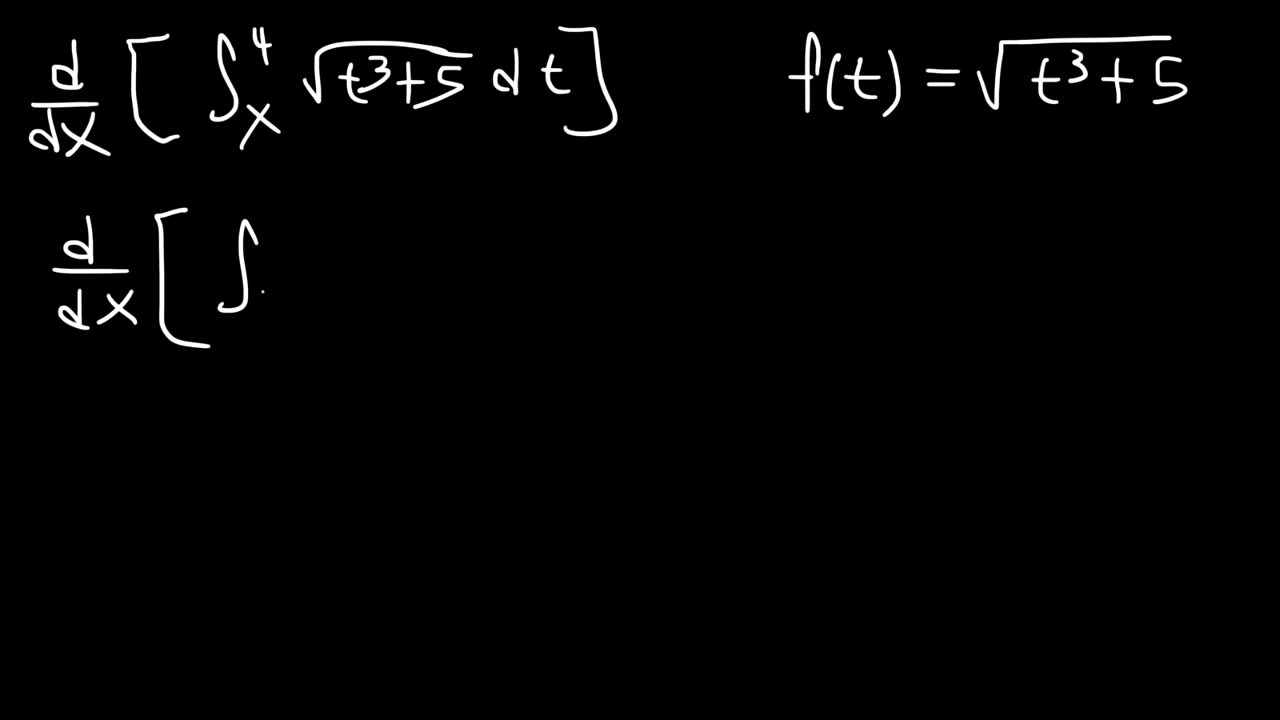 d/dx [ ∫_x^4 √(t³+5) dt ]    f(t) = √(t³+5)
d/dx [ ∫